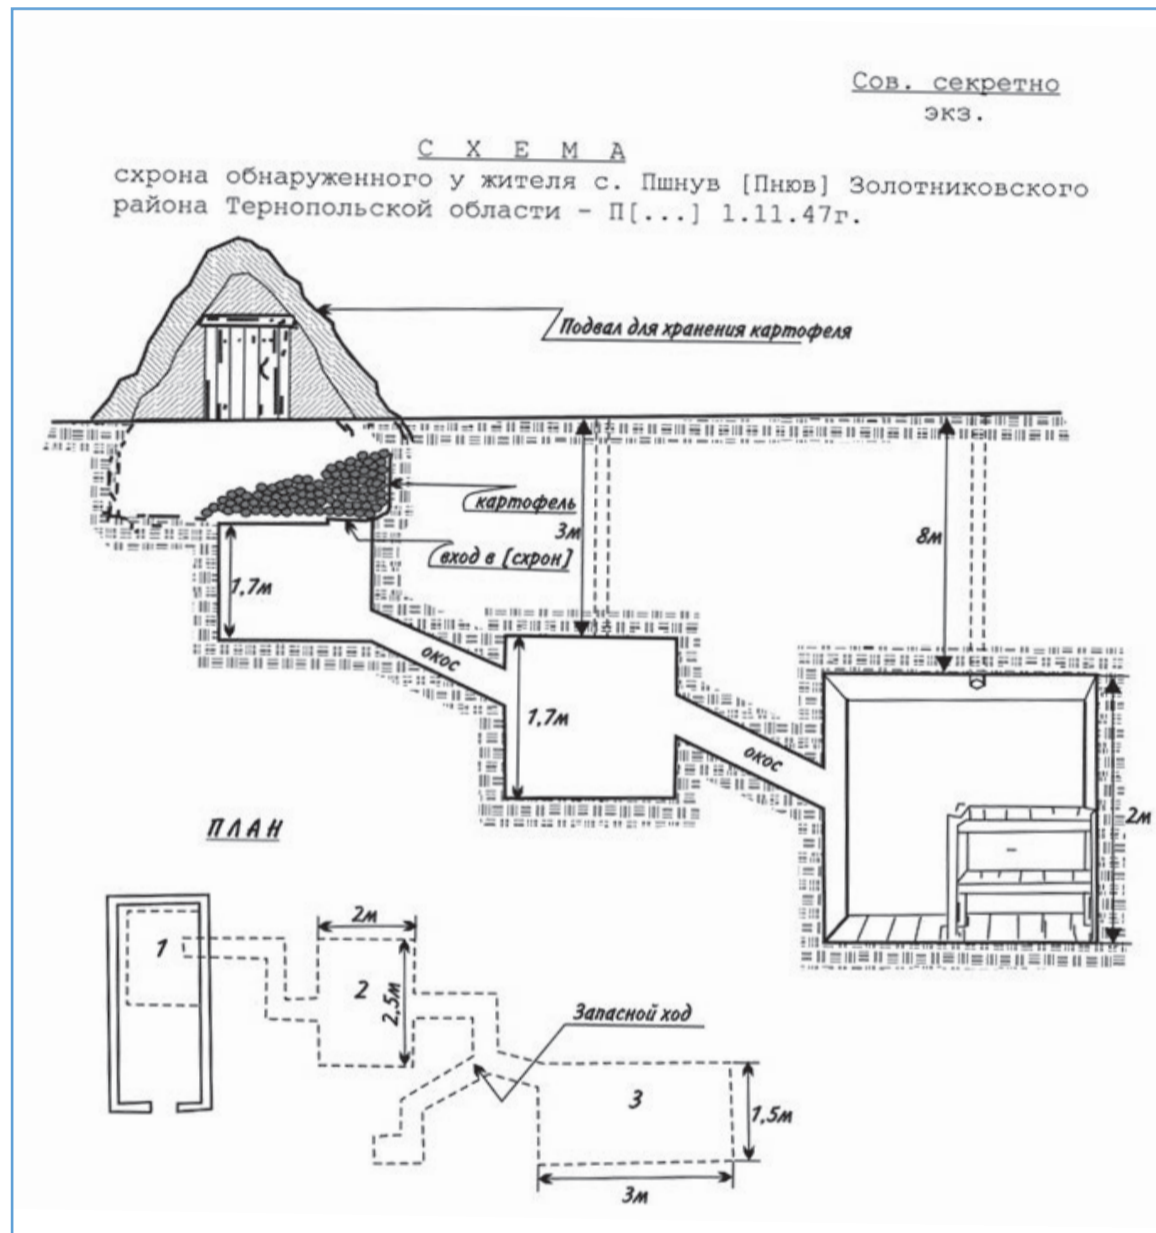 Сов. секретно
экз.
С Х Е М А
схрона обнаруженного у жителя с. Пшнув [Пнюв] Золотниковского
района Тернопольской области - П[...] 1.11.47г.
Подвал для хранения картофеля
картофель
3м
8м
вход в [схрон]
1,7м
окос
1,7м
окос
2м
ПЛАН
2м
1
2
2,5м
Запасной ход
3
1,5м
3м